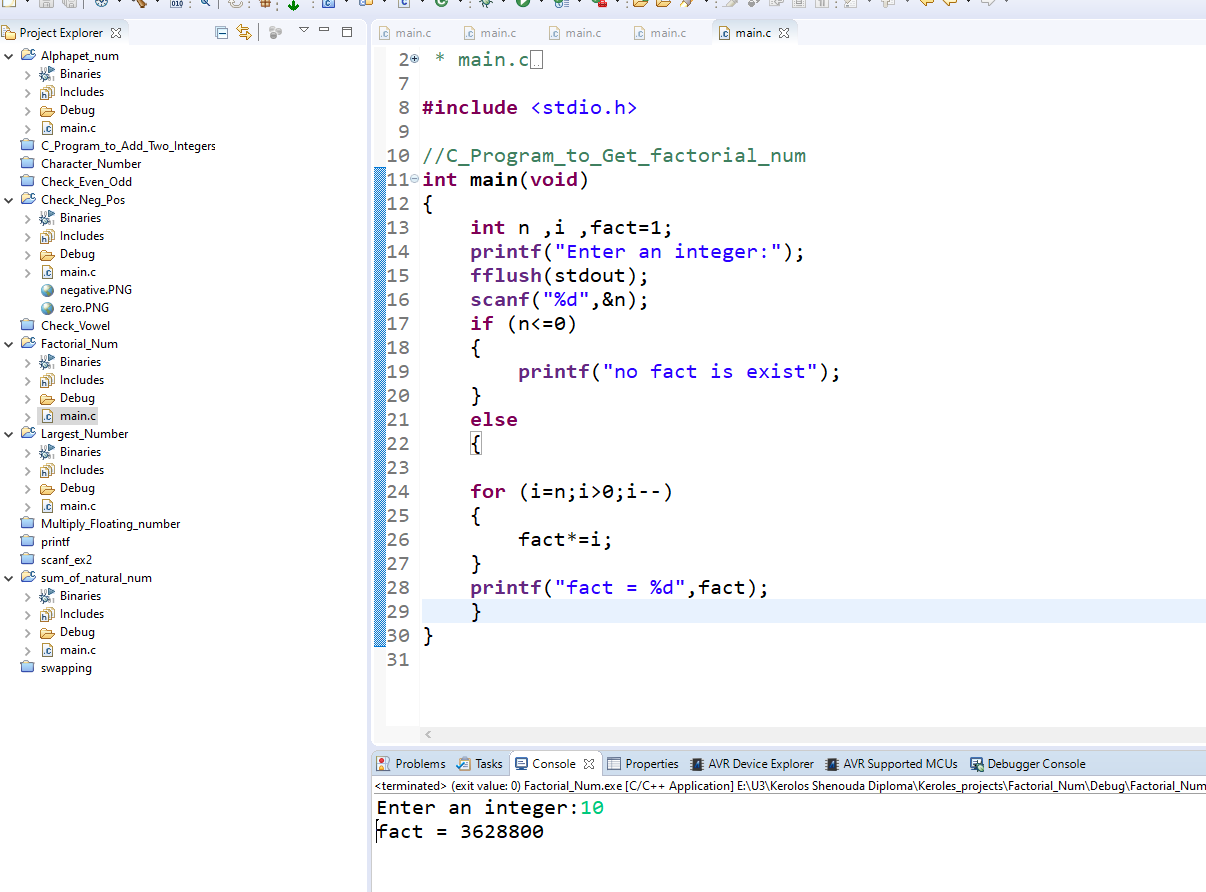 Project Explorer
Alphapet_num
Binaries
Includes
Debug
main.c
C_Program_to_Add_Two_Integers
Character_Number
Check_Even_Odd
Check_Neg_Pos
Binaries
Includes
Debug
main.c
negative.PNG
zero.PNG
Check_Vowel
Factorial_Num
Binaries
Includes
Debug
main.c
Largest_Number
Binaries
Includes
Debug
main.c
Multiply_Floating_number
printf
scanf_ex2
sum_of_natural_num
Binaries
Includes
Debug
main.c
swapping
main.c main.c main.c main.c main.c
2 * main.c
7
8 #include <stdio.h>
9
10 //C_Program_to_Get_factorial_num
11 int main(void)
12 {
13 int n ,i ,fact=1;
14 printf("Enter an integer:");
15 fflush(stdout);
16 scanf("%d",&n);
17 if (n<=0)
18 {
19 printf("no fact is exist");
20 }
21 else
22 {
23
24 for (i=n;i>0;i--)
25 {
26 fact*=i;
27 }
28 printf("fact = %d",fact);
29 }
30 }
31
Problems Tasks Console Properties AVR Device Explorer AVR Supported MCUs Debugger Console
<terminated> (exit value: 0) Factorial_Num.exe [C/C++ Application] E:\U3\Kerolos Shenouda Diploma\Keroles_projects\Factorial_Num\Debug\Factorial_Num
Enter an integer:10
fact = 3628800